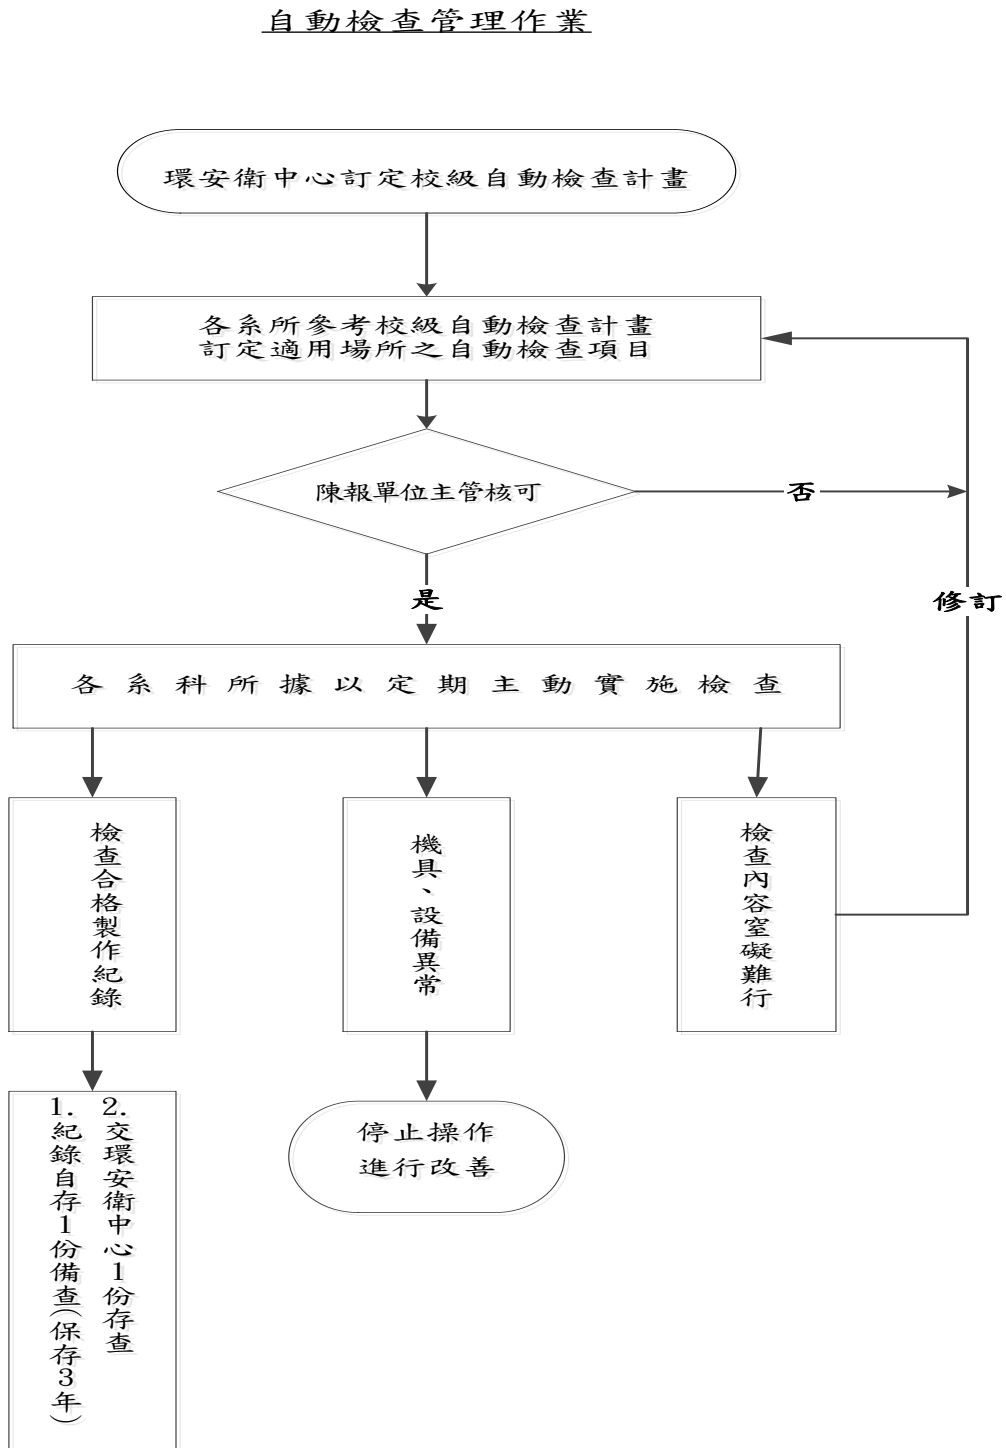 自動檢查管理作業
環安衛中心訂定校級自動檢查計畫
各系所參考校級自動檢查計畫
訂定適用場所之自動檢查項目
陳報單位主管核可
否
是
修訂
各系科所據以定期主動實施檢查
檢查合格製作紀錄
機具、設備異常
檢查內容窒礙難行
1.紀錄自存1份備查(保存3年)
2.交環安衛中心1份存查
停止操作
進行改善